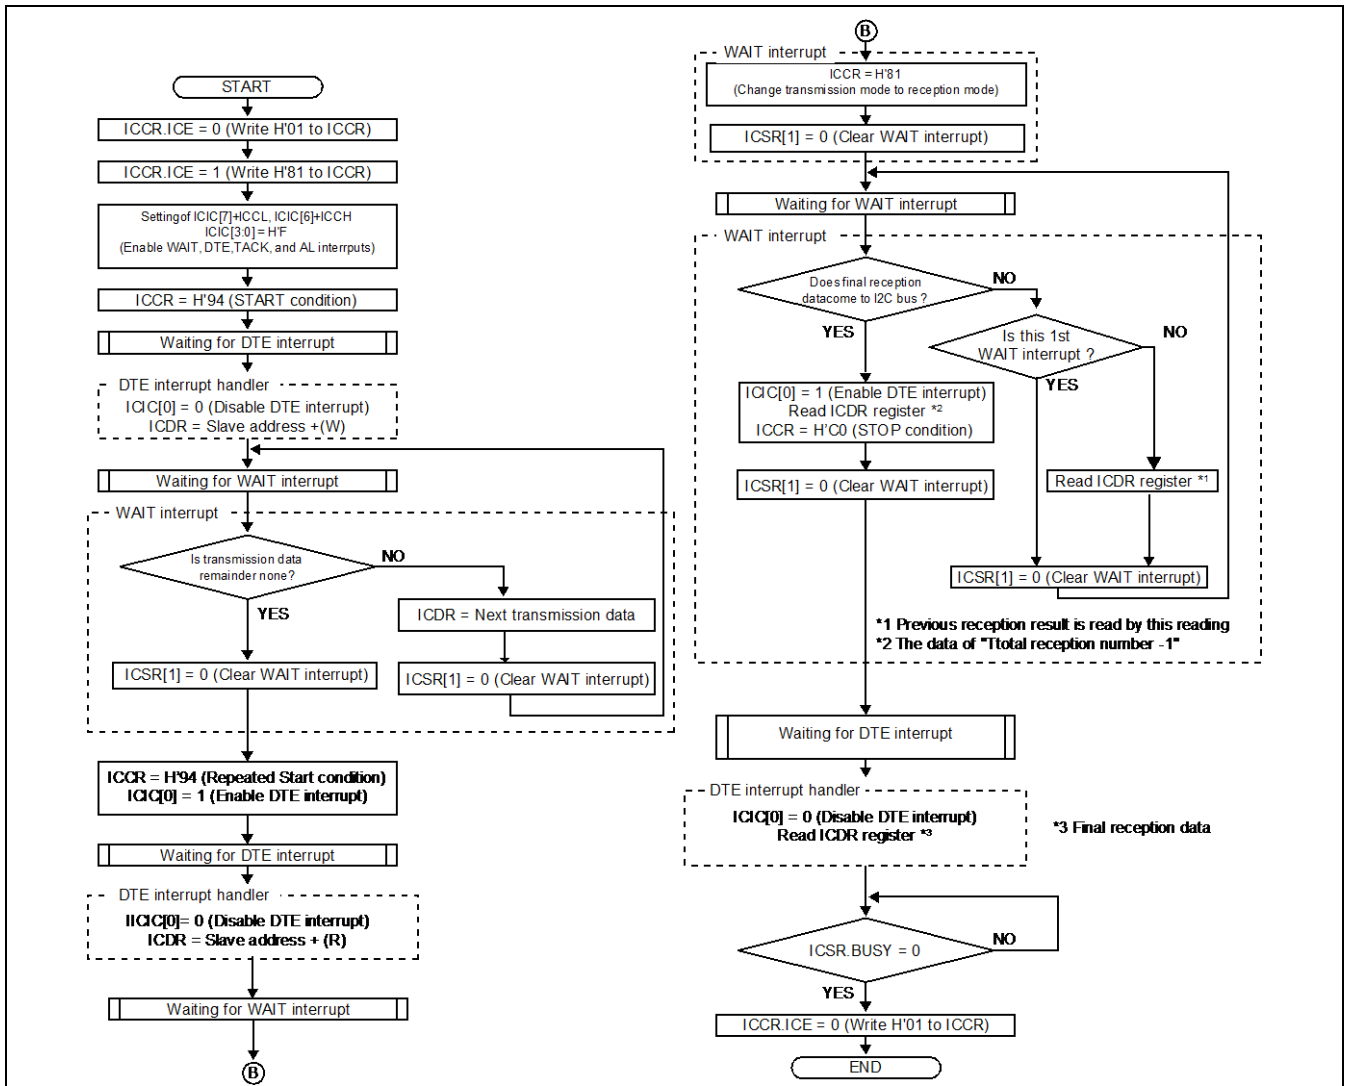 START
ICCR.ICE = 0 (Write H'01 to ICCR)
ICCR.ICE = 1 (Write H'81 to ICCR)
Setting of ICIC[7]+ICCL, ICIC[6]+ICCH
ICIC[3:0] = H'F
(Enable WAIT, DTE,TACK, and AL interrputs)
ICCR = H'94 (START condition)
Waiting for DTE interrupt
DTE interrupt handler
ICIC[0] = 0 (Disable DTE interrupt)
ICDR = Slave address +(W)
Waiting for WAIT interrupt
WAIT interrupt
Is transmission data
remainder none?
NO
YES
ICDR = Next transmission data
ICSR[1] = 0 (Clear WAIT interrupt)
ICSR[1] = 0 (Clear WAIT interrupt)
ICCR = H'94 (Repeated Start condition)
ICIC[0] = 1 (Enable DTE interrupt)
Waiting for DTE interrupt
DTE interrupt handler
IICIC[0]= 0 (Disable DTE interrupt)
ICDR = Slave address + (R)
Waiting for WAIT interrupt
B
B
WAIT interrupt
ICCR = H'81
(Change transmission mode to reception mode)
ICSR[1] = 0 (Clear WAIT interrupt)
Waiting for WAIT interrupt
WAIT interrupt
Does final reception
datacome to I2C bus ?
NO
YES
Is this 1st
WAIT interrupt ?
NO
YES
ICIC[0] = 1 (Enable DTE interrupt)
Read ICDR register *2
ICCR = H'C0 (STOP condition)
ICSR[1] = 0 (Clear WAIT interrupt)
Read ICDR register *1
ICSR[1] = 0 (Clear WAIT interrupt)
*1 Previous reception result is read by this reading
*2 The data of "Ttotal reception number -1"
Waiting for DTE interrupt
DTE interrupt handler
ICIC[0] = 0 (Disable DTE interrupt)
Read ICDR register *3
*3 Final reception data
ICSR.BUSY = 0
NO
YES
ICCR.ICE = 0 (Write H'01 to ICCR)
END